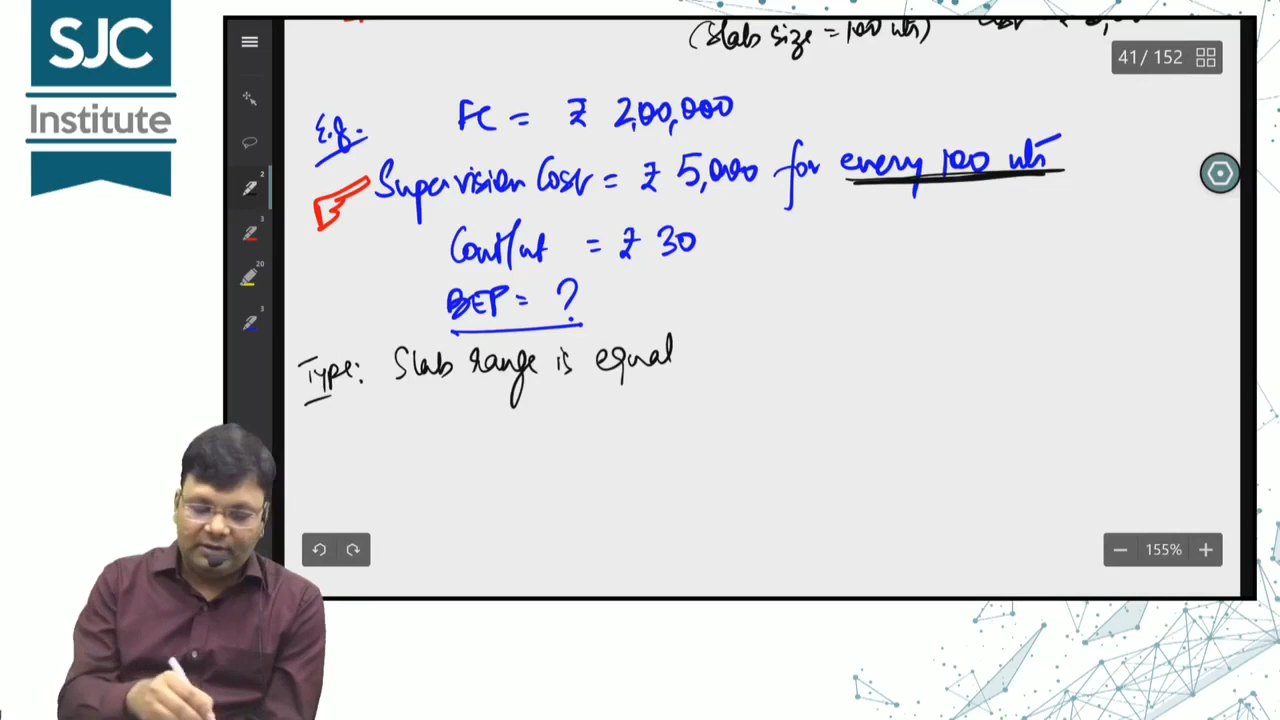 SJC
Institute
(Slab size = 100 uts)
41 / 152
E.g.
FC = ₹ 2,00,000
Supervision Cost = ₹ 5,000 for every 100 uts
Cont/ut = ₹ 30
BEP = ?
Type: Slab range is equal
155%